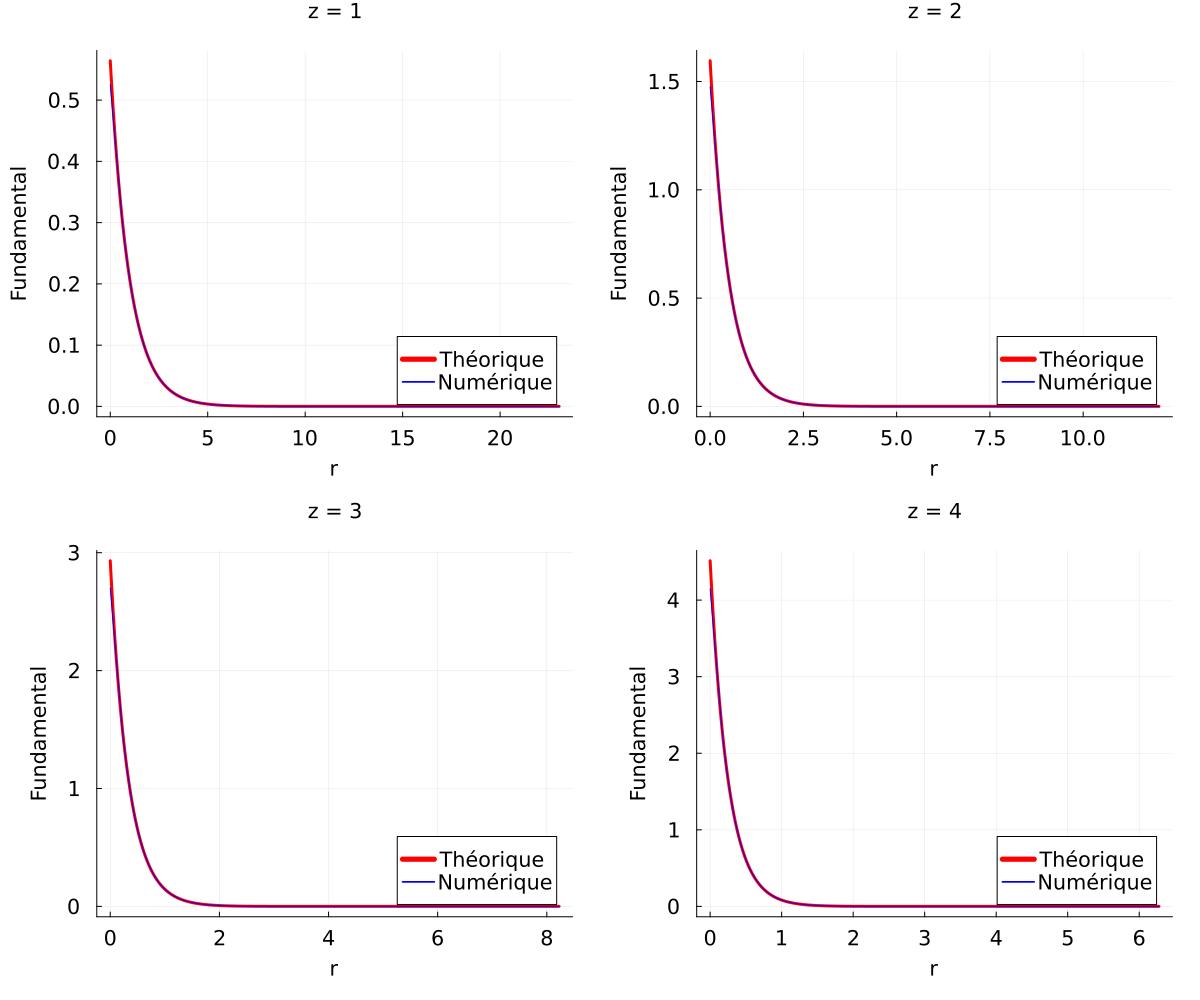 z = 1
Fundamental
0.5
0.4
0.3
0.2
0.1
0.0
Théorique
Numérique
0 5 10 15 20
r
z = 2
Fundamental
1.5
1.0
0.5
0.0
Théorique
Numérique
0.0 2.5 5.0 7.5 10.0
r
z = 3
Fundamental
3
2
1
0
Théorique
Numérique
0 2 4 6 8
r
z = 4
Fundamental
4
3
2
1
0
Théorique
Numérique
0 1 2 3 4 5 6
r